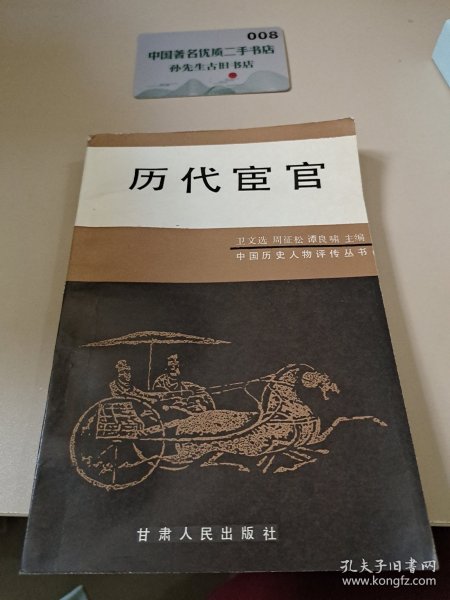 008
中国著名优质二手书店
孙先生古旧书店
历代宦官
卫文选 周征松 谭良啸 主编
中国历史人物评传丛书
甘肃人民出版社
孔夫子旧书网
www.kongfz.com